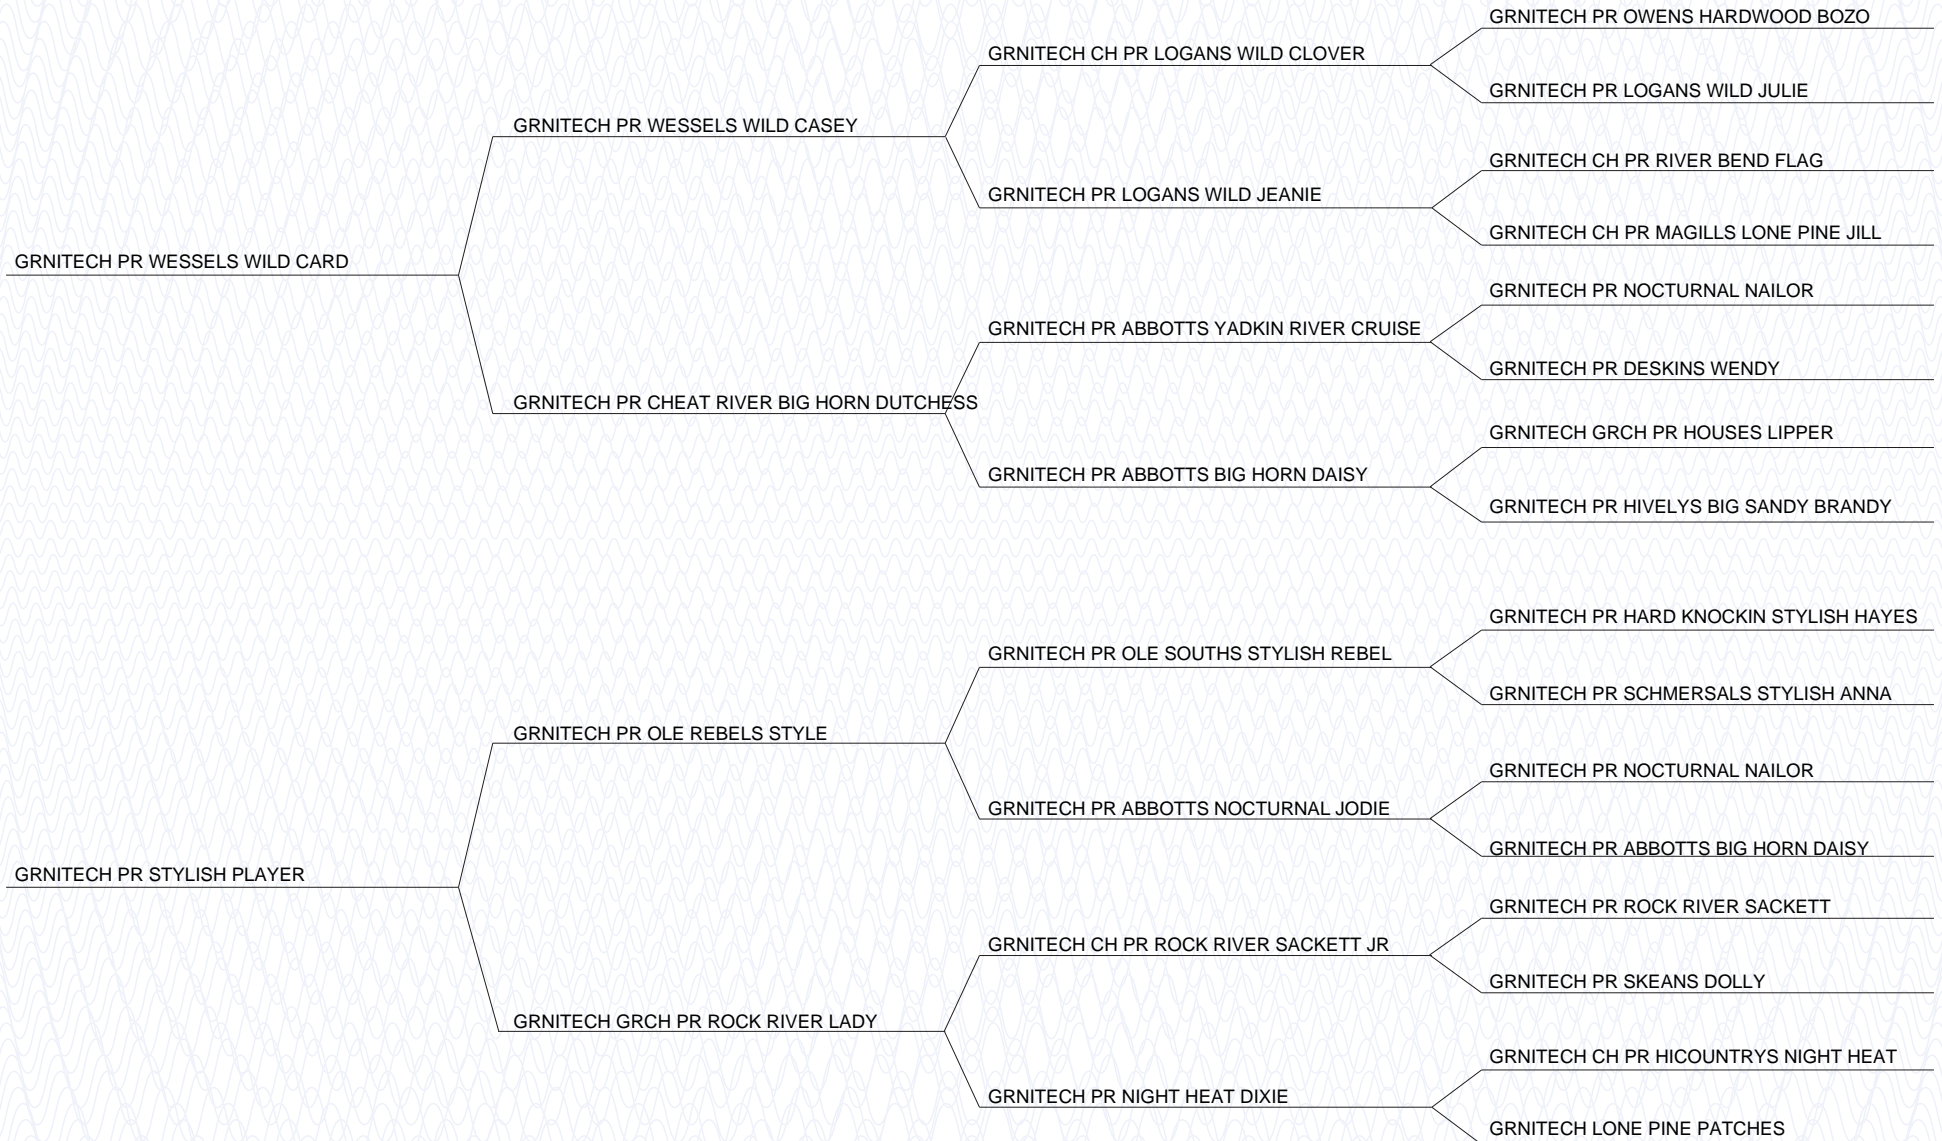 GRNITECH PR OWENS HARDWOOD BOZO
GRNITECH CH PR LOGANS WILD CLOVER
GRNITECH PR LOGANS WILD JULIE
GRNITECH PR WESSELS WILD CASEY
GRNITECH CH PR RIVER BEND FLAG
GRNITECH PR LOGANS WILD JEANIE
GRNITECH CH PR MAGILLS LONE PINE JILL
GRNITECH PR WESSELS WILD CARD
GRNITECH PR NOCTURNAL NAILOR
GRNITECH PR ABBOTTS YADKIN RIVER CRUISE
GRNITECH PR DESKINS WENDY
GRNITECH PR CHEAT RIVER BIG HORN DUTCHESS
GRNITECH GRCH PR HOUSES LIPPER
GRNITECH PR ABBOTTS BIG HORN DAISY
GRNITECH PR HIVELYS BIG SANDY BRANDY
GRNITECH PR HARD KNOCKIN STYLISH HAYES
GRNITECH PR OLE SOUTHS STYLISH REBEL
GRNITECH PR SCHMERSALS STYLISH ANNA
GRNITECH PR OLE REBELS STYLE
GRNITECH PR NOCTURNAL NAILOR
GRNITECH PR ABBOTTS NOCTURNAL JODIE
GRNITECH PR ABBOTTS BIG HORN DAISY
GRNITECH PR STYLISH PLAYER
GRNITECH PR ROCK RIVER SACKETT
GRNITECH CH PR ROCK RIVER SACKETT JR
GRNITECH PR SKEANS DOLLY
GRNITECH GRCH PR ROCK RIVER LADY
GRNITECH CH PR HICOUNTRYS NIGHT HEAT
GRNITECH PR NIGHT HEAT DIXIE
GRNITECH LONE PINE PATCHES